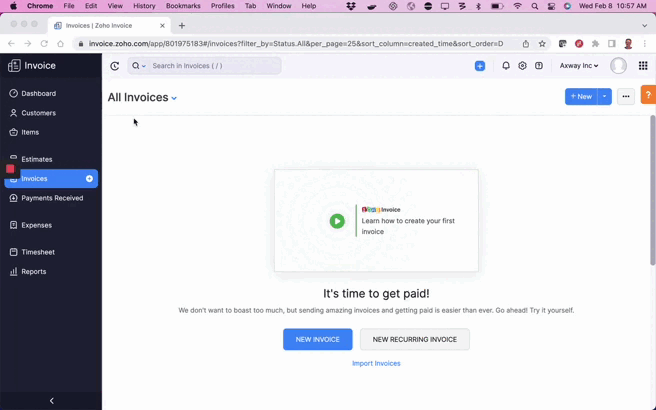 Chrome File Edit View History Bookmarks Profiles Tab Window Help Wed Feb 8 10:57 AM
Invoices | Zoho Invoice
invoice.zoho.com/app/801975183#/invoices?filter_by=Status.All&per_page=25&sort_column=created_time&sort_order=D
Invoice
Search in Invoices ( / )
Axway Inc
Dashboard
Customers
Items
Estimates
Invoices
Payments Received
Expenses
Timesheet
Reports
All Invoices
+ New
?
ZOHO Invoice
Learn how to create your first
invoice
It's time to get paid!
We don't want to boast too much, but sending amazing invoices and getting paid is easier than ever. Go ahead! Try it yourself.
NEW INVOICE
NEW RECURRING INVOICE
Import Invoices